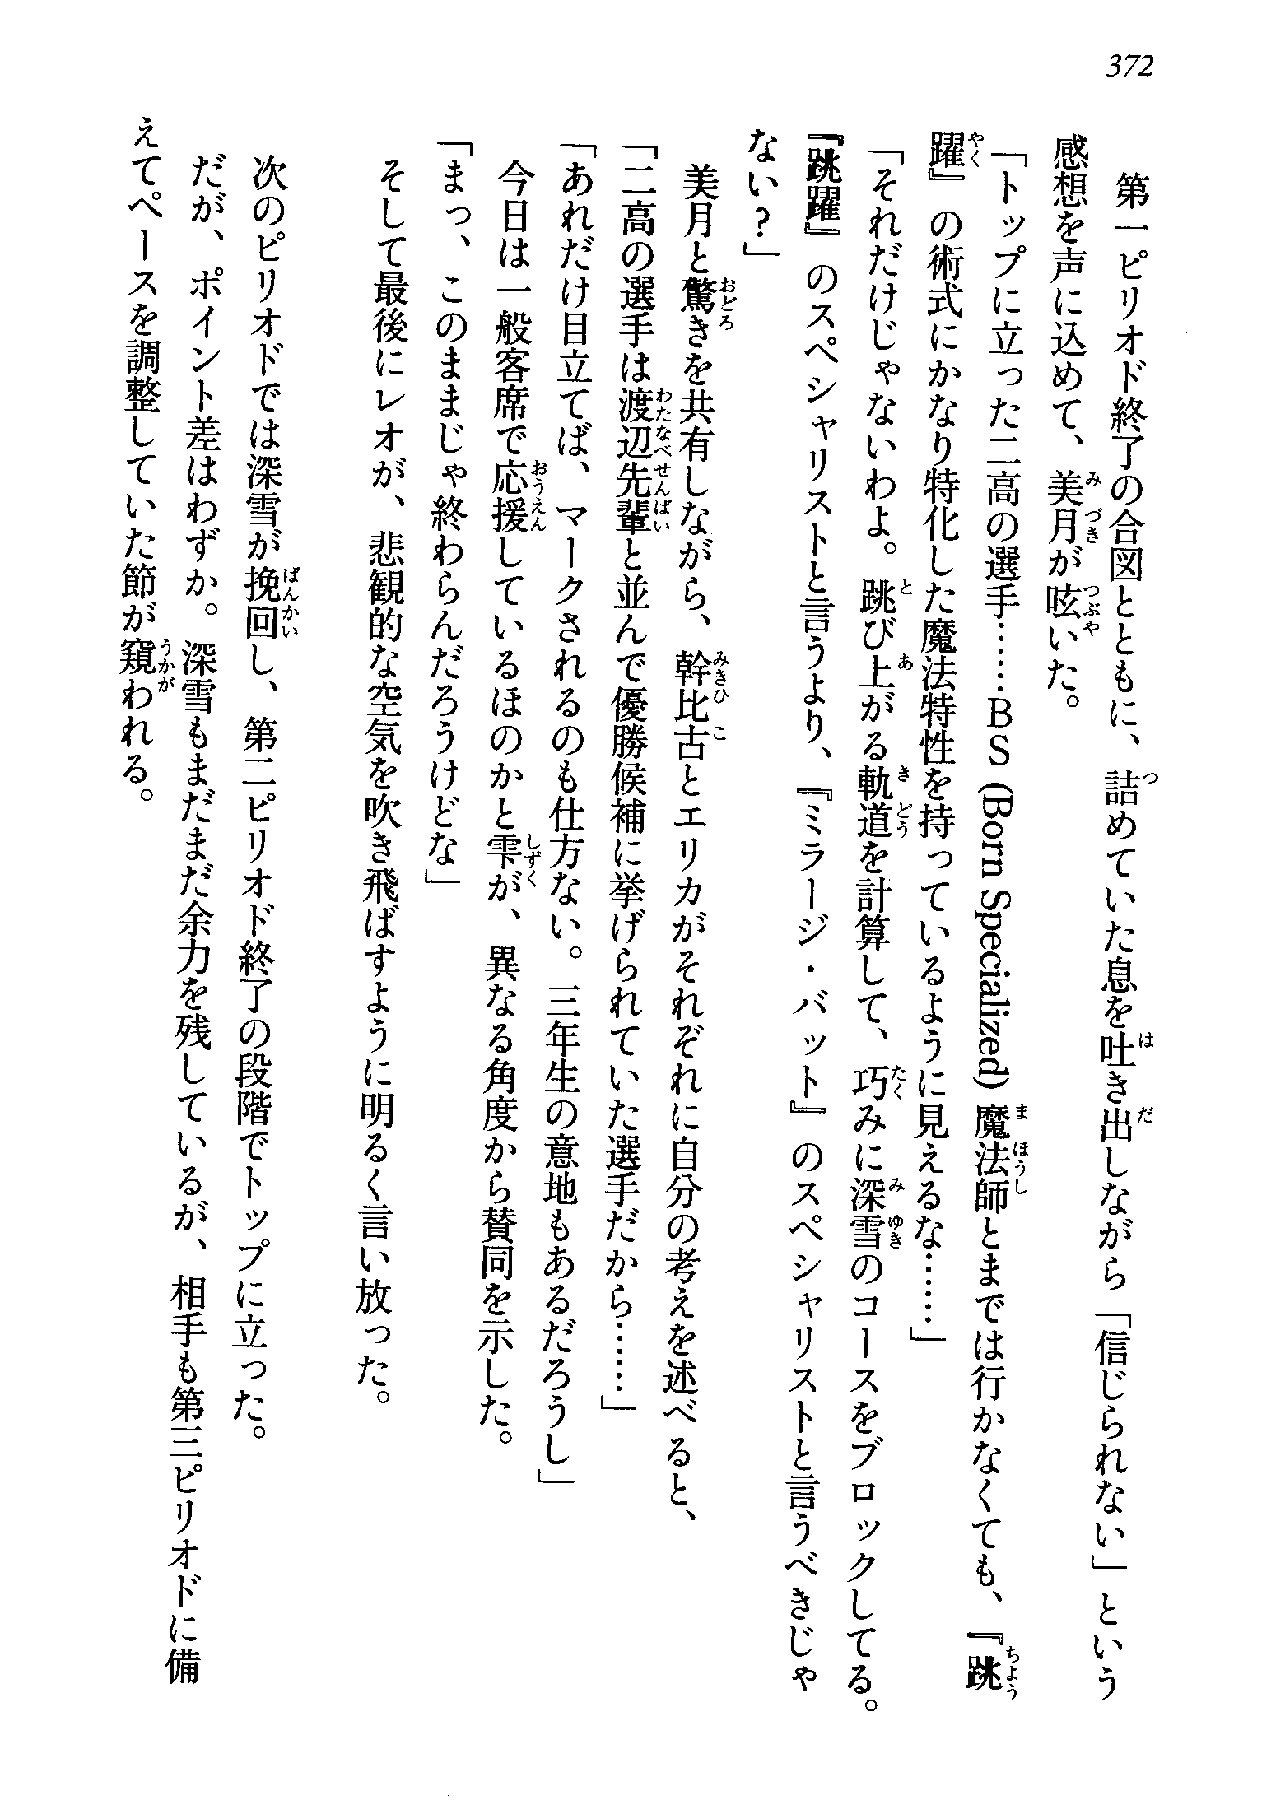 372
第一ピリオド終了の合図とともに、詰めていた息を吐き出しながら「信じられない」という
感想を声に込めて、美月が呟いた。
「トップに立った二高の選手……BS (Born Specialized) 魔法師とまでは行かなくても、『跳
躍』の術式にかなり特化した魔法特性を持っているように見えるな……」
「それだけじゃないわよ。跳び上がる軌道を計算して、巧みに深雪のコースをブロックしてる。
『跳躍』のスペシャリストと言うより、『ミラージ・バット』のスペシャリストと言うべきじゃ
ない?」
美月と驚きを共有しながら、幹比古とエリカがそれぞれに自分の考えを述べると、
「二高の選手は渡辺先輩と並んで優勝候補に挙げられていた選手だから……」
「あれだけ目立てば、マークされるのも仕方ない。三年生の意地もあるだろうし」
今日は一般客席で応援しているほのかと雫が、異なる角度から賛同を示した。
「まっ、このままじゃ終わらんだろうけどな」
そして最後にレオが、悲観的な空気を吹き飛ばすように明るく言い放った。
次のピリオドでは深雪が挽回し、第二ピリオド終了の段階でトップに立った。
だが、ポイント差はわずか。深雪もまだまだ余力を残しているが、相手も第三ピリオドに備
えてペースを調整していた節が窺われる。